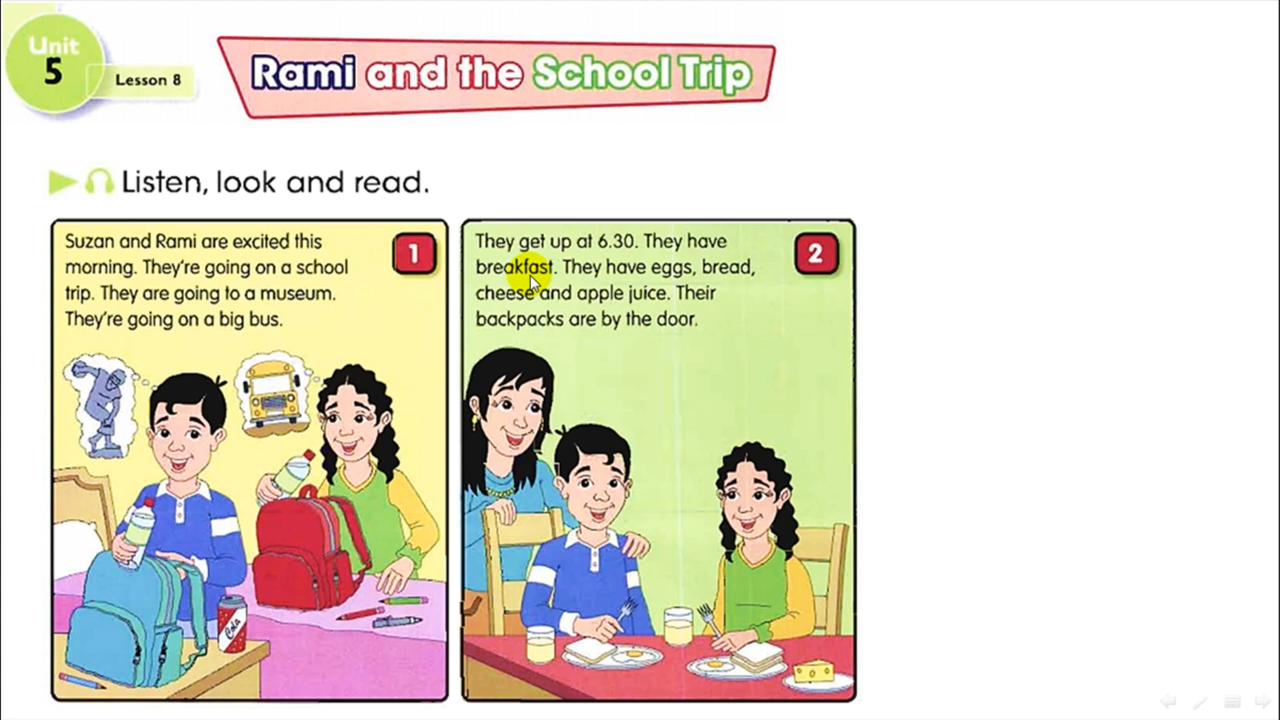 Unit
5
Lesson 8
Rami and the School Trip
Listen, look and read.
1
Suzan and Rami are excited this
morning. They're going on a school
trip. They are going to a museum.
They're going on a big bus.
Cola
2
They get up at 6.30. They have
breakfast. They have eggs, bread,
cheese and apple juice. Their
backpacks are by the door.